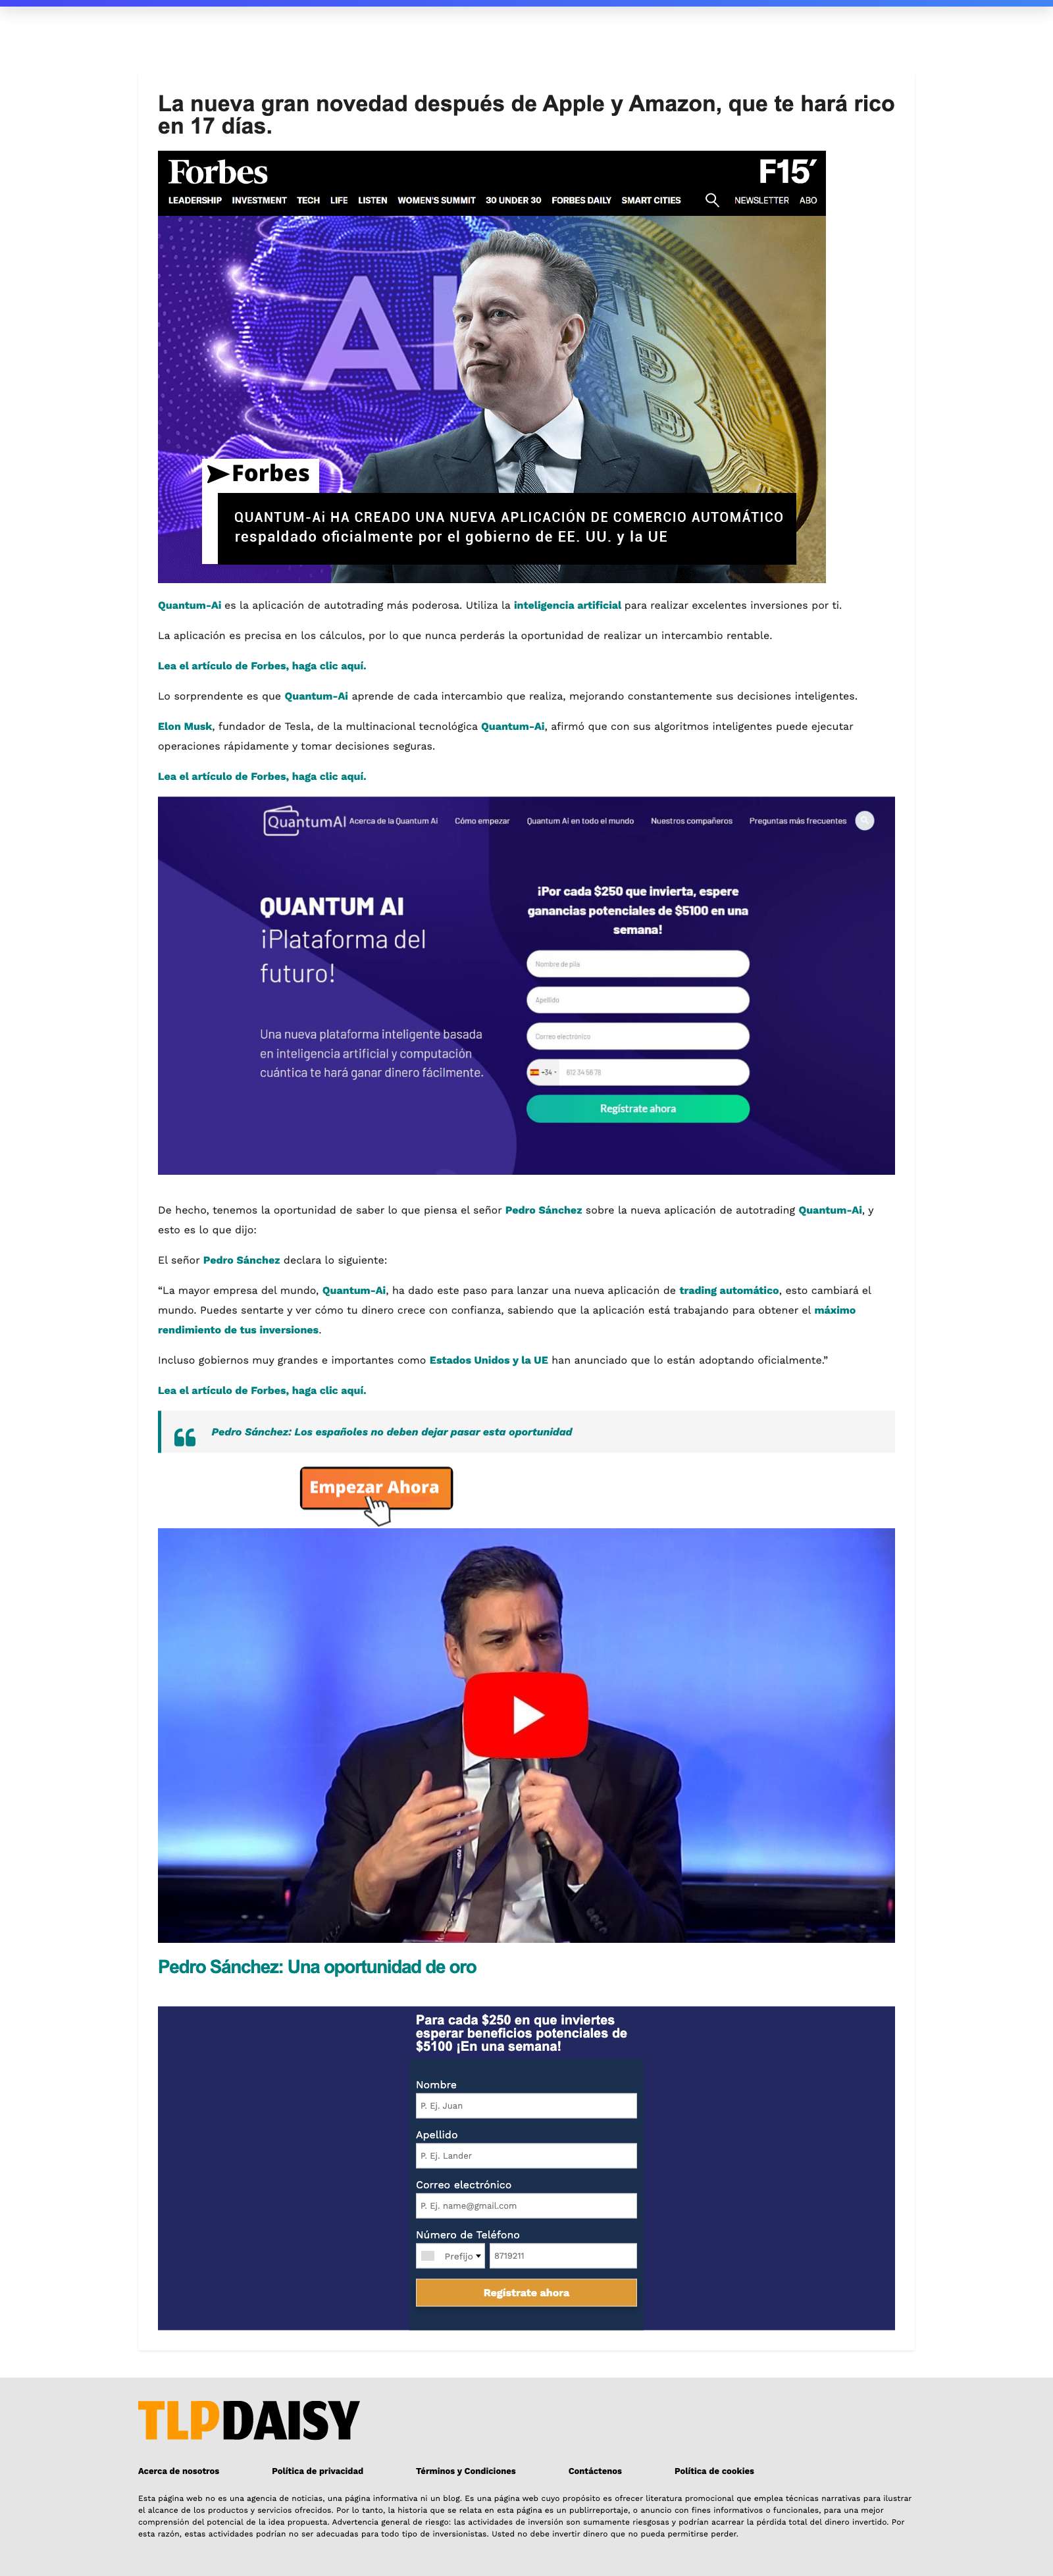 La nueva gran novedad después de Apple y Amazon, que te hará rico
en 17 días.
Forbes
F15′
LEADERSHIP INVESTMENT TECH LIFE LISTEN WOMEN'S SUMMIT 30 UNDER 30 FORBES DAILY SMART CITIES NEWSLETTER ABO
AI
Forbes
QUANTUM-Ai HA CREADO UNA NUEVA APLICACIÓN DE COMERCIO AUTOMÁTICO
respaldado oficialmente por el gobierno de EE. UU. y la UE
Quantum-Ai es la aplicación de autotrading más poderosa. Utiliza la inteligencia artificial para realizar excelentes inversiones por ti.
La aplicación es precisa en los cálculos, por lo que nunca perderás la oportunidad de realizar un intercambio rentable.
Lea el artículo de Forbes, haga clic aquí.
Lo sorprendente es que Quantum-Ai aprende de cada intercambio que realiza, mejorando constantemente sus decisiones inteligentes.
Elon Musk, fundador de Tesla, de la multinacional tecnológica Quantum-Ai, afirmó que con sus algoritmos inteligentes puede ejecutar
operaciones rápidamente y tomar decisiones seguras.
Lea el artículo de Forbes, haga clic aquí.
QuantumAI Acerca de la Quantum Ai Cómo empezar Quantum Ai en todo el mundo Nuestros compañeros Preguntas más frecuentes
QUANTUM AI
¡Plataforma del
futuro!
Una nueva plataforma inteligente basada
en inteligencia artificial y computación
cuántica te hará ganar dinero fácilmente.
¡Por cada $250 que invierta, espere
ganancias potenciales de $5100 en una
semana!
Nombre de pila
Apellido
Correo electrónico
+34 612 34 56 78
Regístrate ahora
De hecho, tenemos la oportunidad de saber lo que piensa el señor Pedro Sánchez sobre la nueva aplicación de autotrading Quantum-Ai, y
esto es lo que dijo:
El señor Pedro Sánchez declara lo siguiente:
“La mayor empresa del mundo, Quantum-Ai, ha dado este paso para lanzar una nueva aplicación de trading automático, esto cambiará el
mundo. Puedes sentarte y ver cómo tu dinero crece con confianza, sabiendo que la aplicación está trabajando para obtener el máximo
rendimiento de tus inversiones.
Incluso gobiernos muy grandes e importantes como Estados Unidos y la UE han anunciado que lo están adoptando oficialmente.”
Lea el artículo de Forbes, haga clic aquí.
Pedro Sánchez: Los españoles no deben dejar pasar esta oportunidad
Empezar Ahora
Pedro Sánchez: Una oportunidad de oro
Para cada $250 en que inviertes
esperar beneficios potenciales de
$5100 ¡En una semana!
Nombre
P. Ej. Juan
Apellido
P. Ej. Lander
Correo electrónico
P. Ej. name@gmail.com
Número de Teléfono
Prefijo 8719211
Regístrate ahora
TLPDAISY
Acerca de nosotros Política de privacidad Términos y Condiciones Contáctenos Política de cookies
Esta página web no es una agencia de noticias, una página informativa ni un blog. Es una página web cuyo propósito es ofrecer literatura promocional que emplea técnicas narrativas para ilustrar
el alcance de los productos y servicios ofrecidos. Por lo tanto, la historia que se relata en esta página es un publirreportaje, o anuncio con fines informativos o funcionales, para una mejor
comprensión del potencial de la idea propuesta. Advertencia general de riesgo: las actividades de inversión son sumamente riesgosas y podrían acarrear la pérdida total del dinero invertido. Por
esta razón, estas actividades podrían no ser adecuadas para todo tipo de inversionistas. Usted no debe invertir dinero que no pueda permitirse perder.